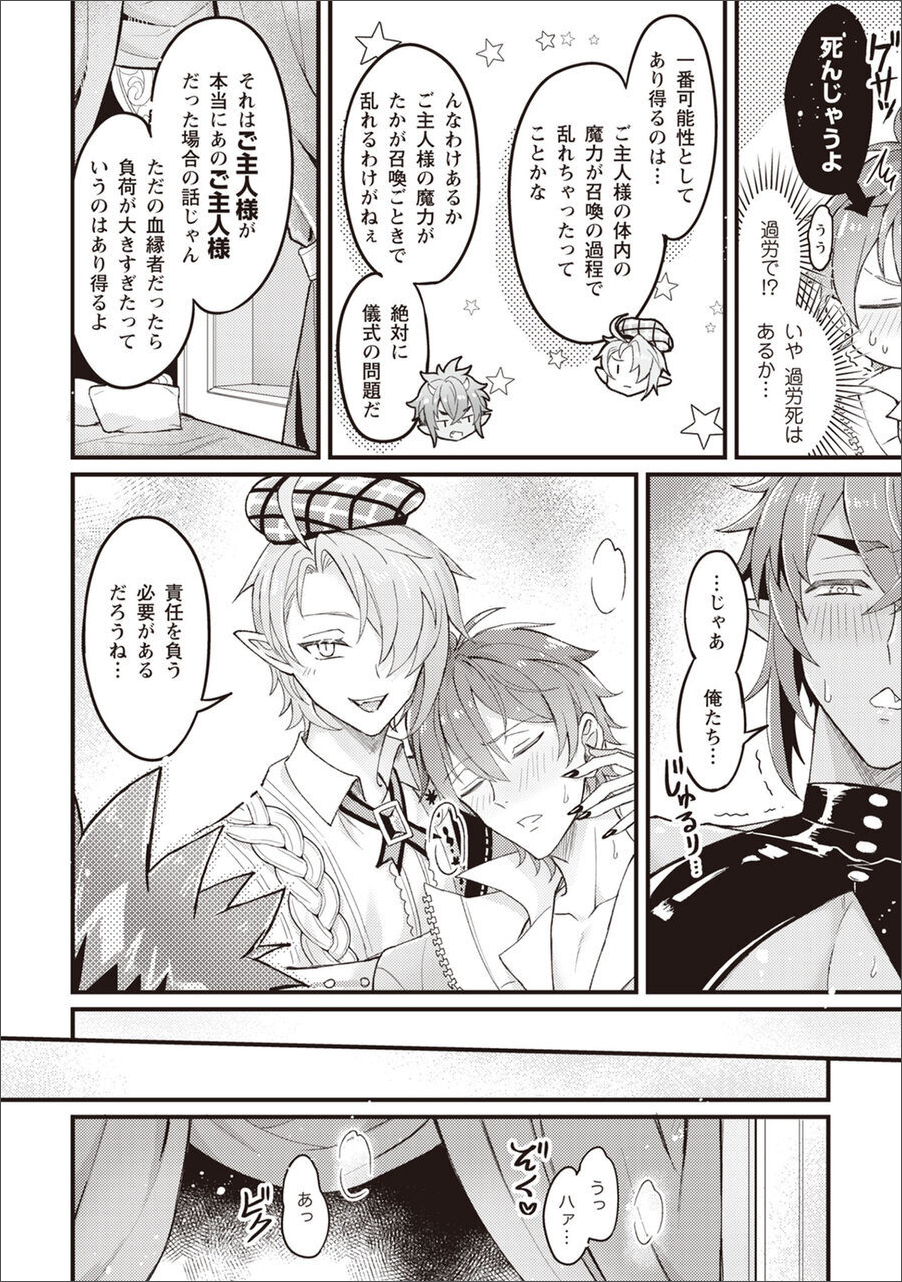 死んじゃうよ
グサッ
うう
過労で!?
いや 過労死は
あるか…
一番可能性として
あり得るのは…
ご主人様の体内の
魔力が召喚の過程で
乱れちゃったって
ことかな
んなわけあるか
ご主人様の魔力が
たかが召喚ごときで
乱れるわけがねぇ
絶対に
儀式の問題だ
それはご主人様が
本当にあのご主人様
だった場合の話じゃん
ただの血縁者だったら
負荷が大きすぎたって
いうのはあり得るよ
…じゃあ
俺たち…
じゅるり…
責任を負う
必要がある
だろうね…
うっ
ハァ…
ぞく♡
あっ
ビクッ